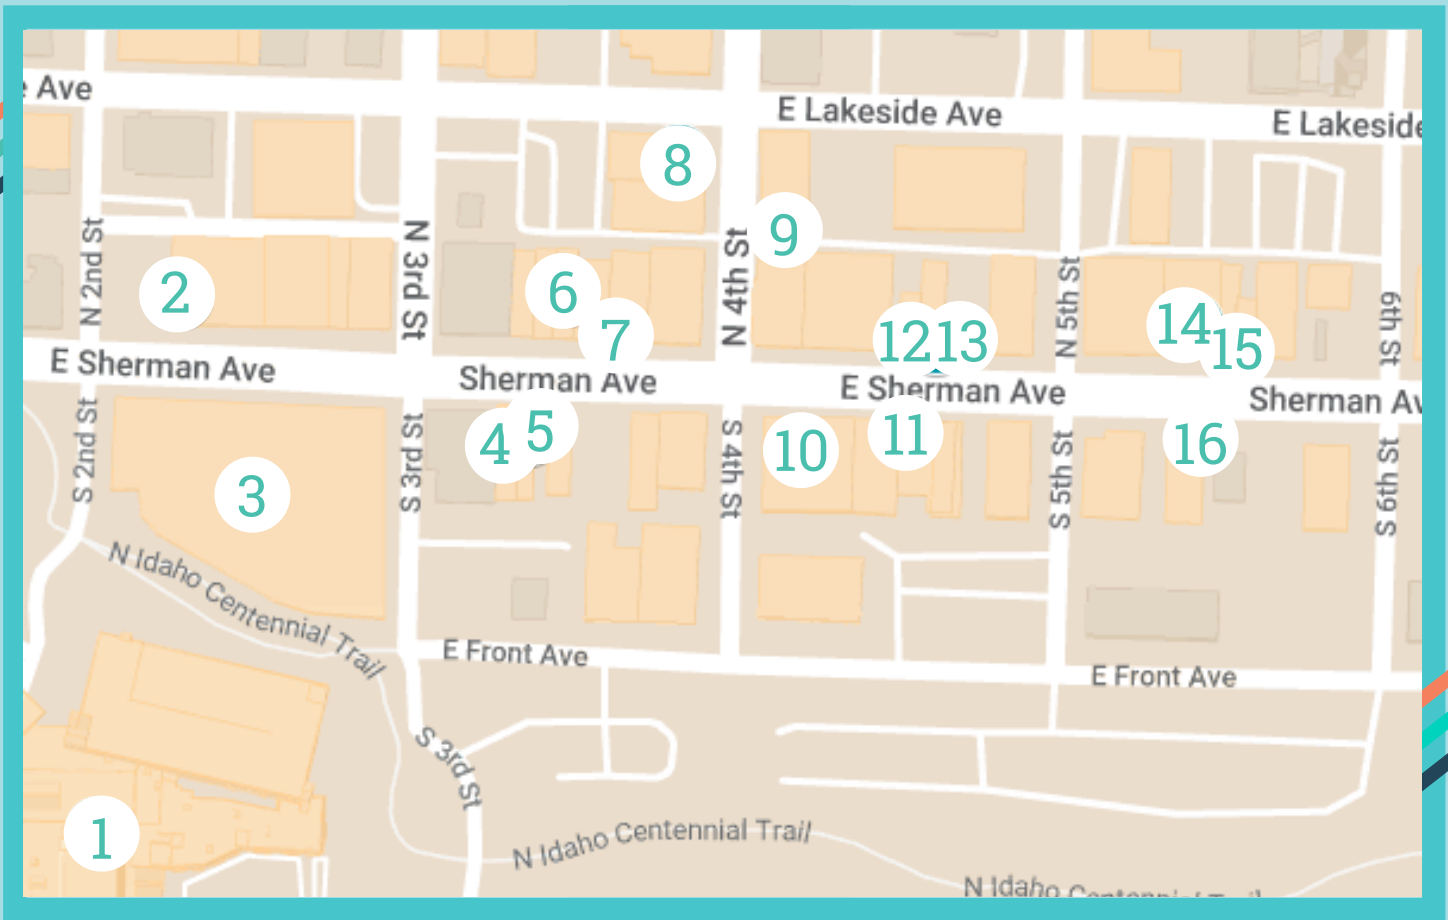 Ave
E Lakeside Ave
E Lakeside
8
N 2nd St
N 3rd St
N 4th St
9
N 5th St
2
6
7
12
13
14
15
6th St
E Sherman Ave
Sherman Ave
E Sherman Ave
Sherman Av
S 2nd St
S 3rd St
4
5
S 4th St
10
11
S 5th St
16
S 6th St
3
N Idaho Centennial Trail
E Front Ave
E Front Ave
S 3rd St
1
N Idaho Centennial Trail
N Idaho Centennial Trail